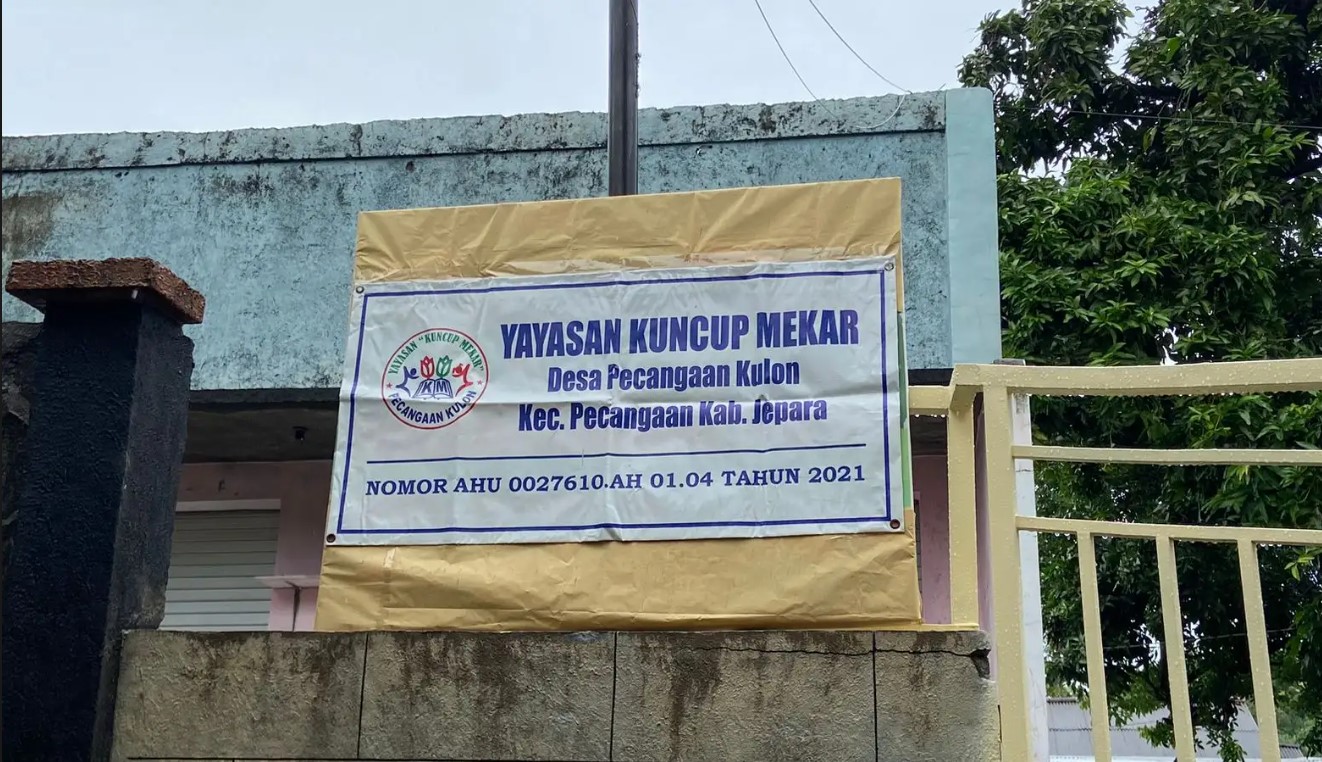 YAYASAN "KUNCUP MEKAR"
KM
PECANGAAN KULON
YAYASAN KUNCUP MEKAR
Desa Pecangaan Kulon
Kec. Pecangaan Kab. Jepara
NOMOR AHU 0027610.AH 01.04 TAHUN 2021